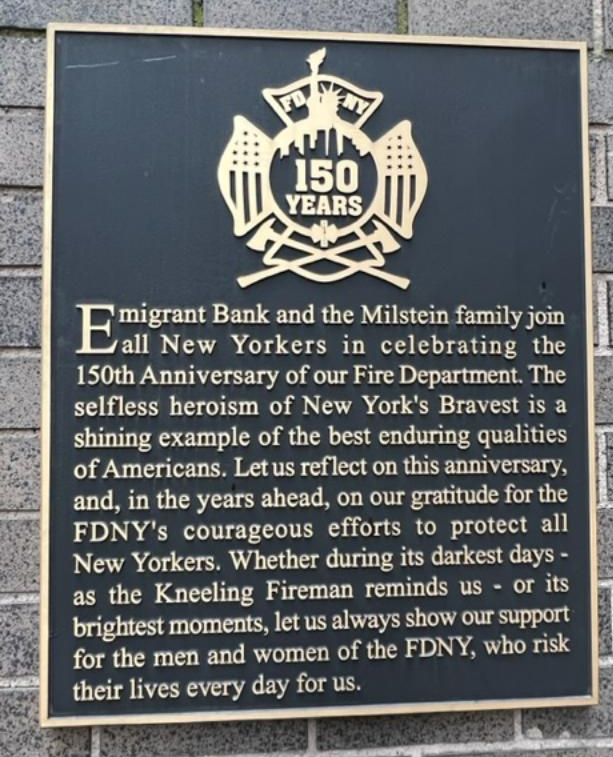 FD NY
150
YEARS
Emigrant Bank and the Milstein family join
all New Yorkers in celebrating the
150th Anniversary of our Fire Department. The
selfless heroism of New York's Bravest is a
shining example of the best enduring qualities
of Americans. Let us reflect on this anniversary,
and, in the years ahead, on our gratitude for the
FDNY's courageous efforts to protect all
New Yorkers. Whether during its darkest days -
as the Kneeling Fireman reminds us - or its
brightest moments, let us always show our support
for the men and women of the FDNY, who risk
their lives every day for us.